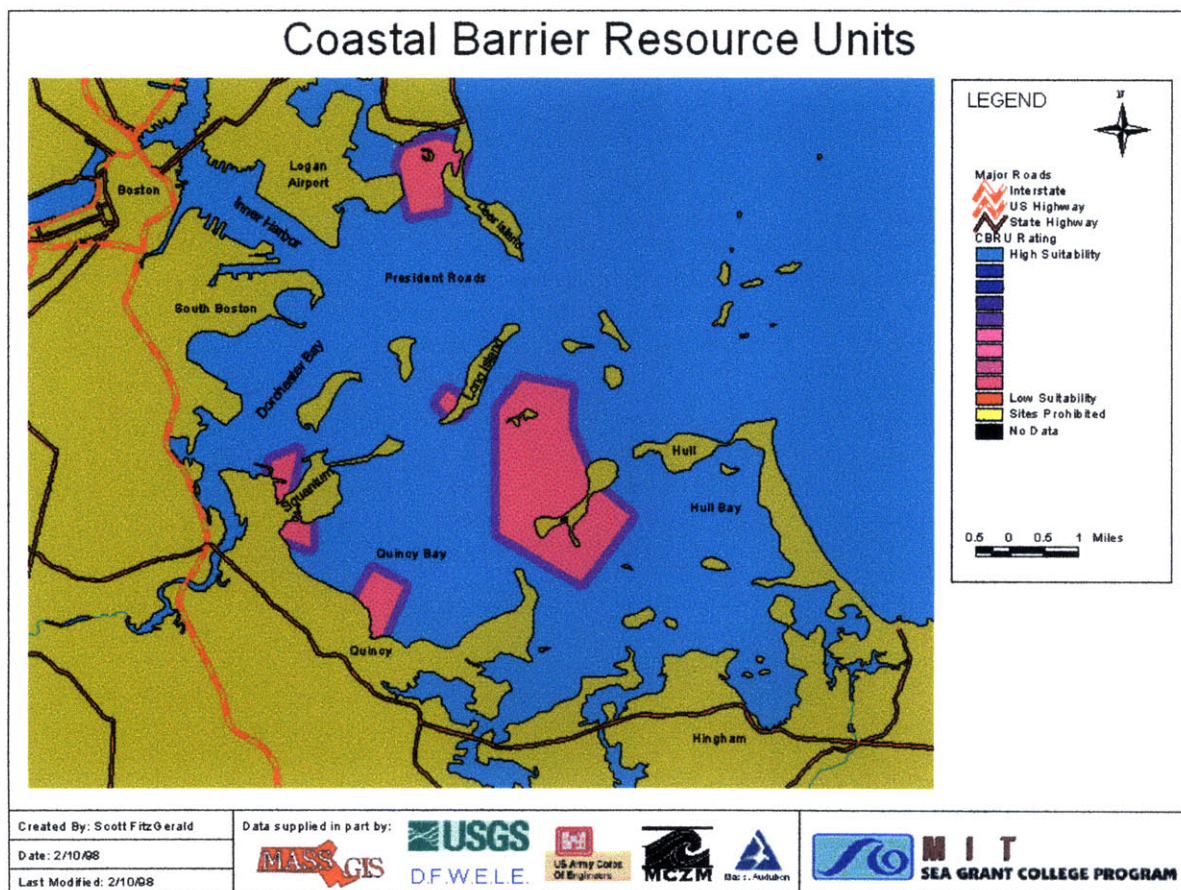 Coastal Barrier Resource Units
LEGEND
N
Major Roads
Interstate
US Highway
State Highway
CBRU Rating
High Suitability
Low Suitability
Sites Prohibited
No Data
0.5 0 0.5 1 Miles
Logan
Airport
Boston
Inner Harbor
Deer Island
President Roads
South Boston
Dorchester Bay
Long Island
Hull
Squantum
Hull Bay
Quincy Bay
Quincy
Hingham
Created By: Scott FitzGerald
Date: 2/10/98
Last Modified: 2/10/98
Data supplied in part by:
MASS GIS
USGS
D.F.W.E.L.E.
US Army Corps
Of Engineers
MCZM
Mass. Audubon
MIT
SEA GRANT COLLEGE PROGRAM